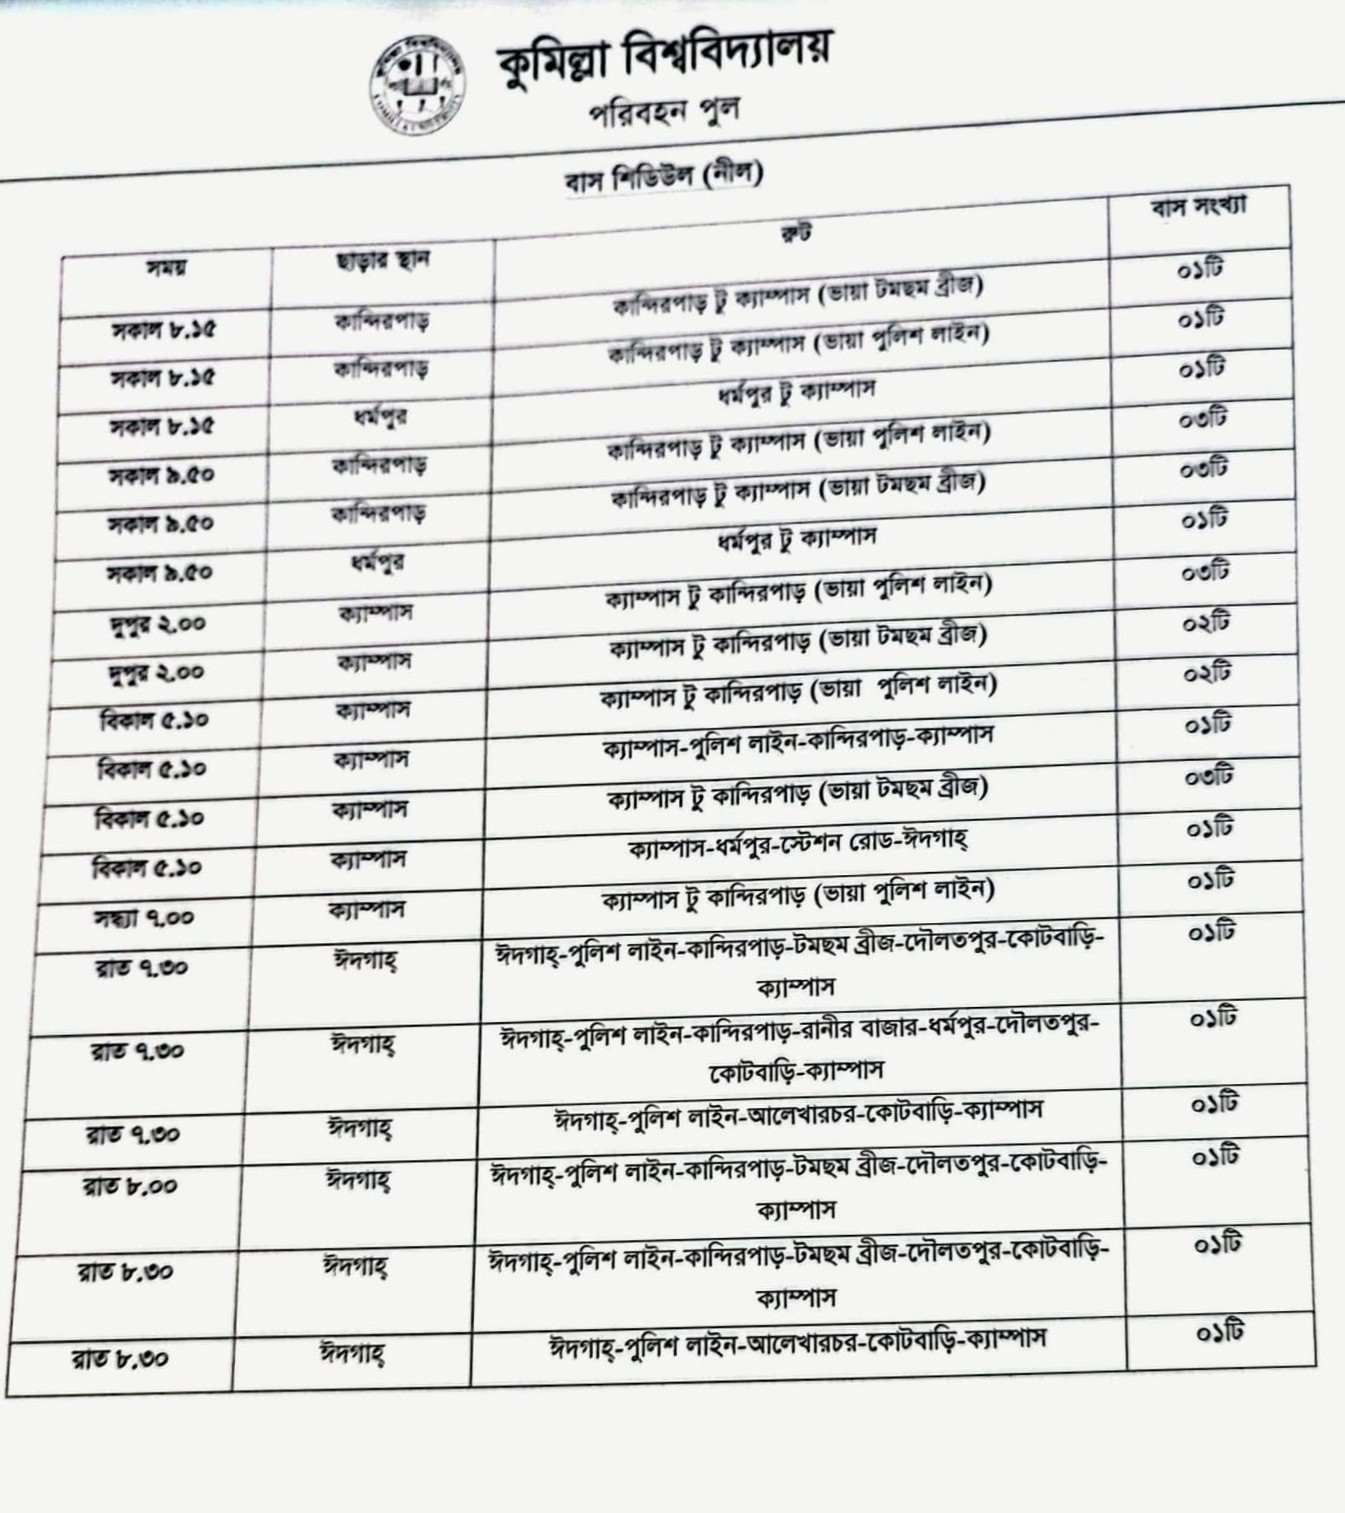 কুমিল্লা বিশ্ববিদ্যালয়
পরিবহন পুল
বাস শিডিউল (নীল)
সময় ছাড়ার স্থান রুট বাস সংখ্যা
সকাল ৮.১৫ কান্দিরপাড় কান্দিরপাড় টু ক্যাম্পাস (ভায়া টমছম ব্রীজ) ০১টি
সকাল ৮.১৫ কান্দিরপাড় কান্দিরপাড় টু ক্যাম্পাস (ভায়া পুলিশ লাইন) ০১টি
সকাল ৮.১৫ ধর্মপুর ধর্মপুর টু ক্যাম্পাস ০১টি
সকাল ৯.৫০ কান্দিরপাড় কান্দিরপাড় টু ক্যাম্পাস (ভায়া পুলিশ লাইন) ০৩টি
সকাল ৯.৫০ কান্দিরপাড় কান্দিরপাড় টু ক্যাম্পাস (ভায়া টমছম ব্রীজ) ০৩টি
সকাল ৯.৫০ ধর্মপুর ধর্মপুর টু ক্যাম্পাস ০১টি
দুপুর ২.০০ ক্যাম্পাস ক্যাম্পাস টু কান্দিরপাড় (ভায়া পুলিশ লাইন) ০৩টি
দুপুর ২.০০ ক্যাম্পাস ক্যাম্পাস টু কান্দিরপাড় (ভায়া টমছম ব্রীজ) ০২টি
বিকাল ৫.১০ ক্যাম্পাস ক্যাম্পাস টু কান্দিরপাড় (ভায়া পুলিশ লাইন) ০২টি
বিকাল ৫.১০ ক্যাম্পাস ক্যাম্পাস-পুলিশ লাইন-কান্দিরপাড়-ক্যাম্পাস ০১টি
বিকাল ৫.১০ ক্যাম্পাস ক্যাম্পাস টু কান্দিরপাড় (ভায়া টমছম ব্রীজ) ০৩টি
বিকাল ৫.১০ ক্যাম্পাস ক্যাম্পাস-ধর্মপুর-স্টেশন রোড-ঈদগাহ্ ০১টি
সন্ধ্যা ৭.০০ ক্যাম্পাস ক্যাম্পাস টু কান্দিরপাড় (ভায়া পুলিশ লাইন) ০১টি
রাত ৭.৩০ ঈদগাহ্ ঈদগাহ্-পুলিশ লাইন-কান্দিরপাড়-টমছম ব্রীজ-দৌলতপুর-কোটবাড়ি- ০১টি
ক্যাম্পাস
রাত ৭.৩০ ঈদগাহ্ ঈদগাহ্-পুলিশ লাইন-কান্দিরপাড়-রানীর বাজার-ধর্মপুর-দৌলতপুর- ০১টি
কোটবাড়ি-ক্যাম্পাস
রাত ৭.৩০ ঈদগাহ্ ঈদগাহ্-পুলিশ লাইন-আলেখারচর-কোটবাড়ি-ক্যাম্পাস ০১টি
রাত ৮.০০ ঈদগাহ্ ঈদগাহ্-পুলিশ লাইন-কান্দিরপাড়-টমছম ব্রীজ-দৌলতপুর-কোটবাড়ি- ০১টি
ক্যাম্পাস
রাত ৮.৩০ ঈদগাহ্ ঈদগাহ্-পুলিশ লাইন-কান্দিরপাড়-টমছম ব্রীজ-দৌলতপুর-কোটবাড়ি- ০১টি
ক্যাম্পাস
রাত ৮.৩০ ঈদগাহ্ ঈদগাহ্-পুলিশ লাইন-আলেখারচর-কোটবাড়ি-ক্যাম্পাস ০১টি